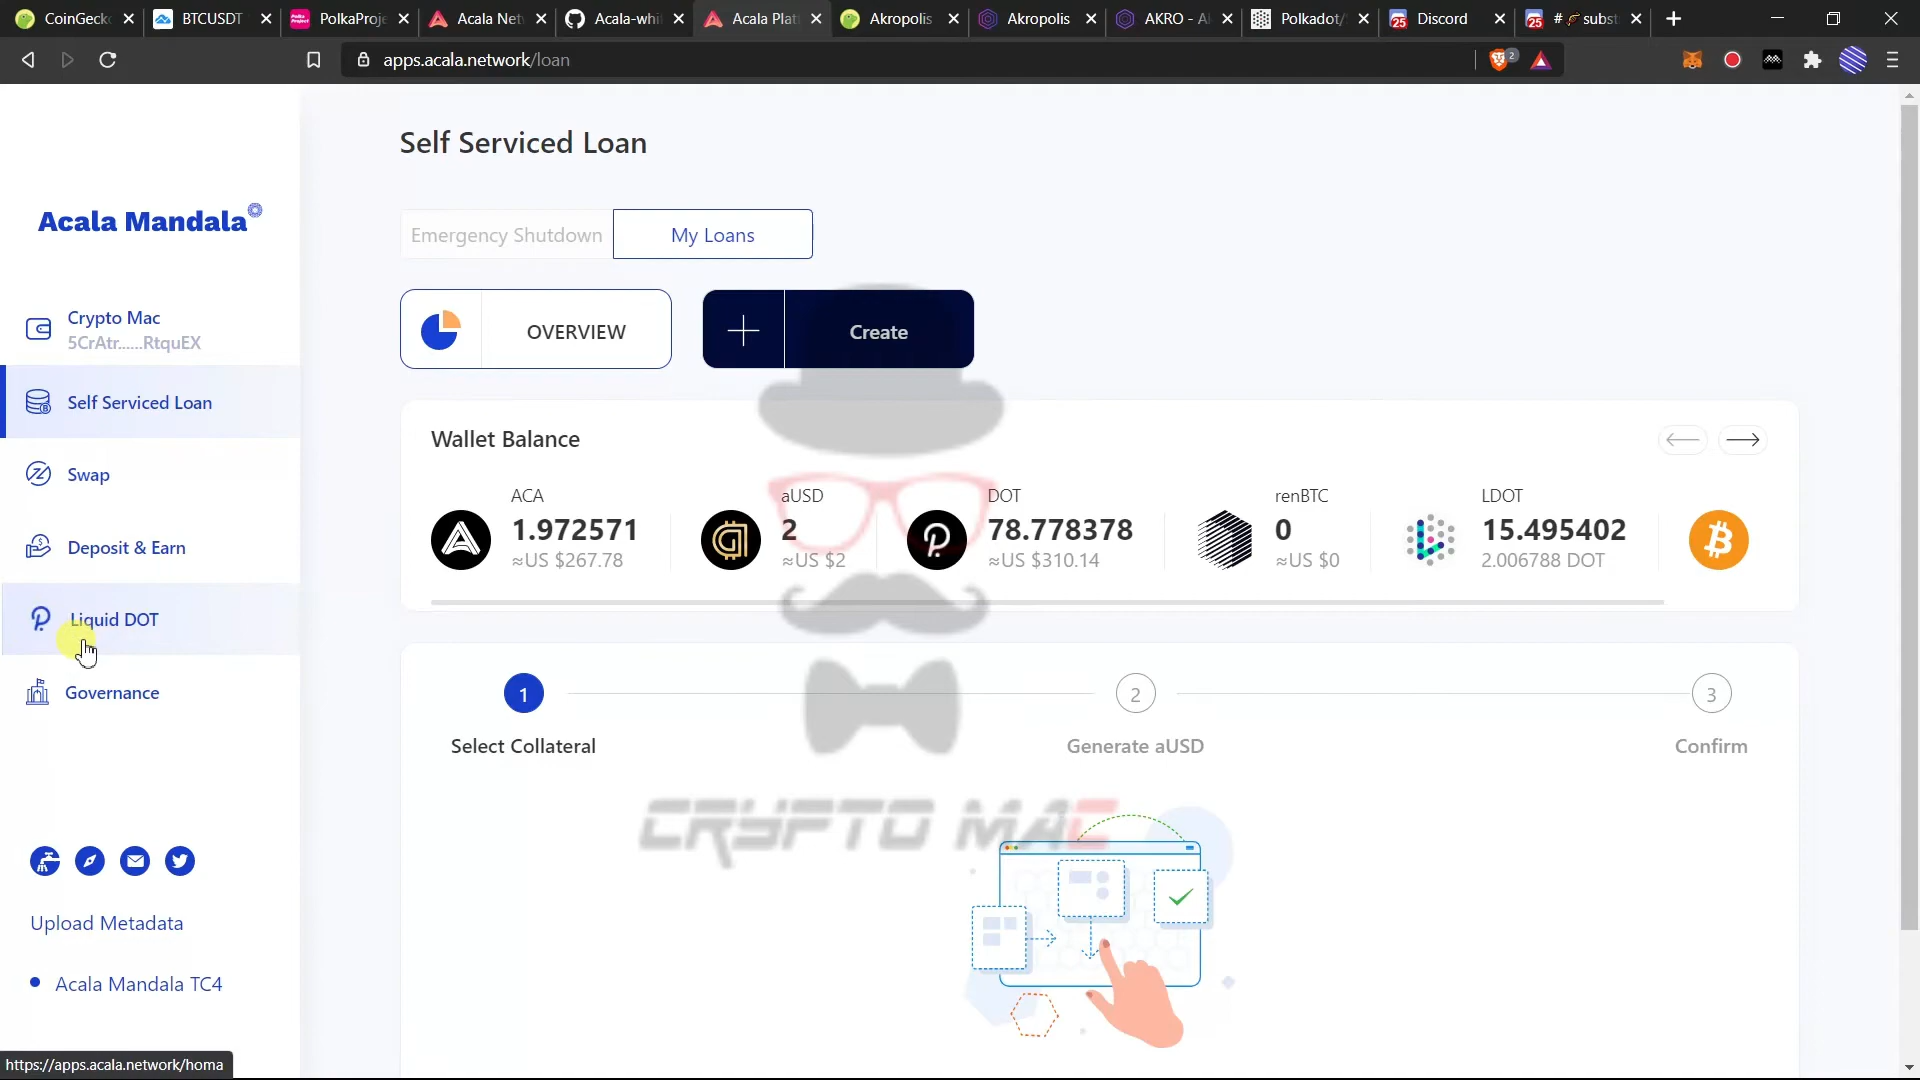 CoinGeck
BTCUSDT
PolkaProje
Acala Net
Acala-whi
Acala Plat
Akropolis
Akropolis
AKRO - A
Polkadot/
Discord
# subst
apps.acala.network/loan
2
Acala Mandala
Crypto Mac
5CrAtr......RtquEX
Self Serviced Loan
Swap
Deposit & Earn
Liquid DOT
Governance
Upload Metadata
Acala Mandala TC4
https://apps.acala.network/homa
Self Serviced Loan
Emergency Shutdown
My Loans
OVERVIEW
Create
Wallet Balance
ACA
1.972571
≈US $267.78
aUSD
2
≈US $2
DOT
78.778378
≈US $310.14
renBTC
0
≈US $0
LDOT
15.495402
2.006788 DOT
1
Select Collateral
2
Generate aUSD
3
Confirm
CRYPTO MAC